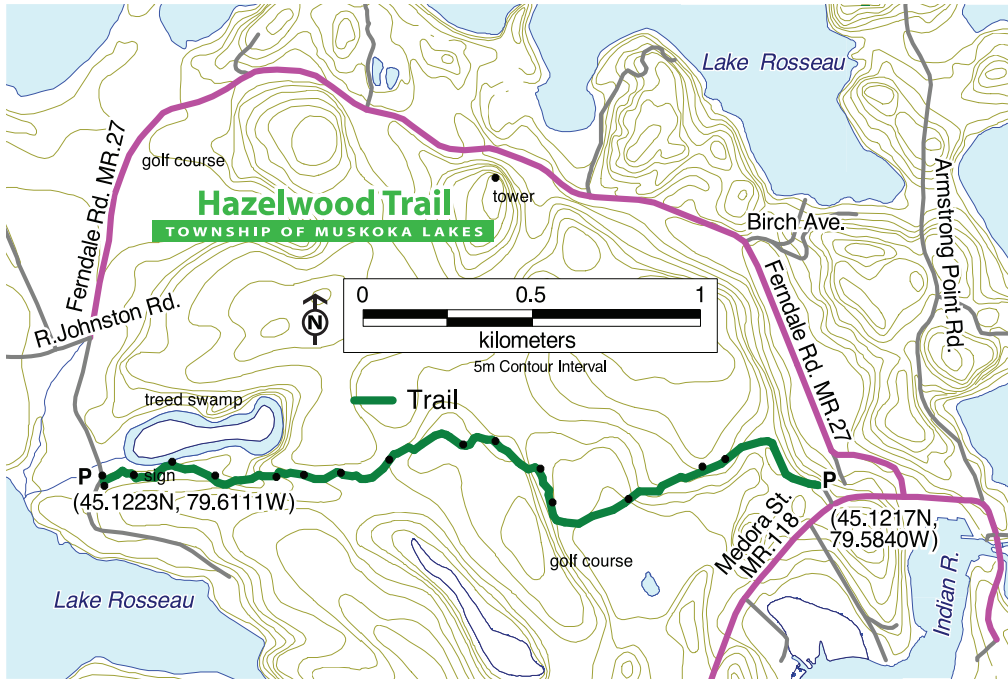 Lake Rosseau
Ferndale Rd. MR.27
golf course
Hazelwood Trail
TOWNSHIP OF MUSKOKA LAKES
tower
Armstrong Point Rd.
Birch Ave.
R.Johnston Rd.
N
0 0.5 1
kilometers
5m Contour Interval
Ferndale Rd. MR.27
treed swamp
Trail
P
sign
(45.1223N, 79.6111W)
P
Medora St.
MR.118
(45.1217N,
79.5840W)
golf course
Indian R.
Lake Rosseau